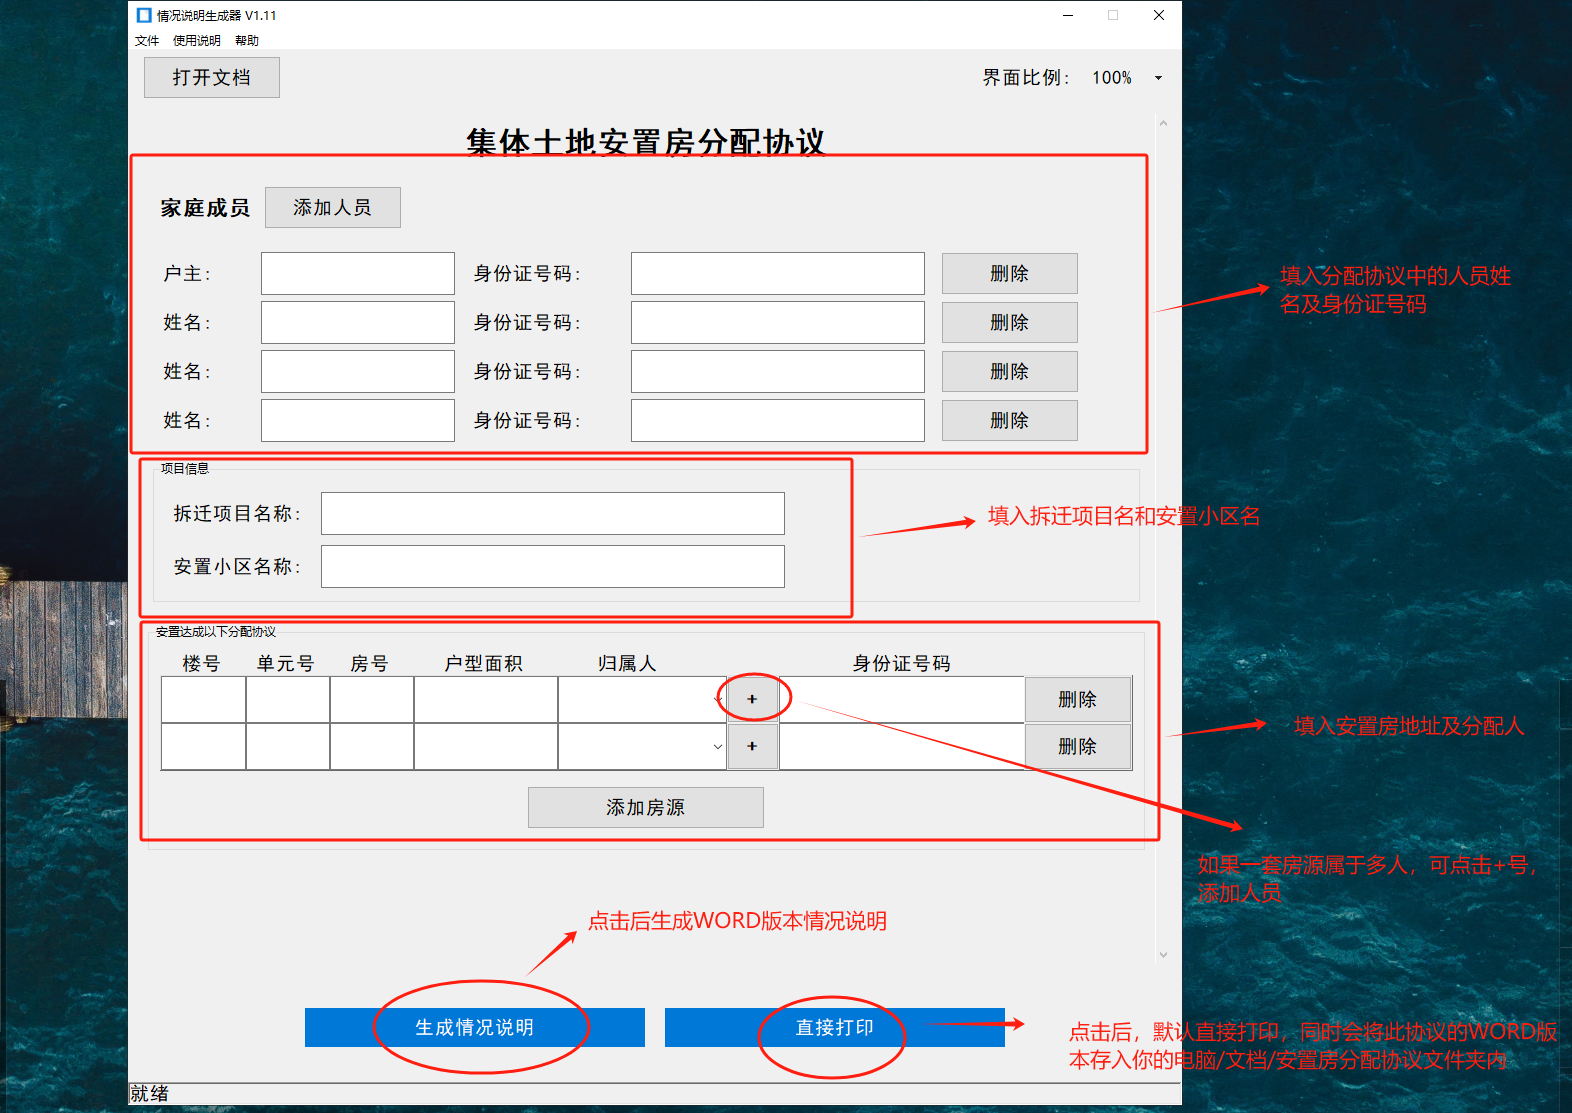 情况说明生成器 V1.11
文件 使用说明 帮助
打开文档 界面比例： 100%
集体土地安置房分配协议
家庭成员 添加人员
户主： 身份证号码： 删除
姓名： 身份证号码： 删除
姓名： 身份证号码： 删除
姓名： 身份证号码： 删除
填入分配协议中的人员姓
名及身份证号码
项目信息
拆迁项目名称：
安置小区名称：
填入拆迁项目名和安置小区名
安置达成以下分配协议
楼号 单元号 房号 户型面积 归属人 身份证号码
+ 删除
+ 删除
添加房源
填入安置房地址及分配人
如果一套房源属于多人，可点击+号，
添加人员
点击后生成WORD版本情况说明
生成情况说明 直接打印
点击后，默认直接打印，同时会将此协议的WORD版
本存入你的电脑/文档/安置房分配协议文件夹内
就绪